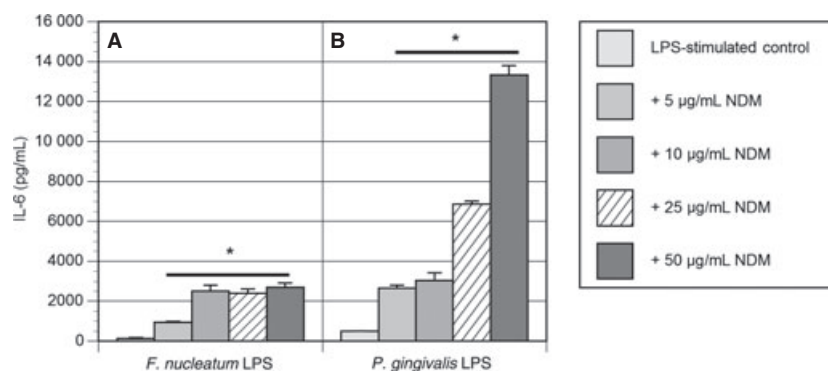 A
B
*
*
16 000
14 000
12 000
10 000
8000
6000
4000
2000
0
IL-6 (pg/mL)
F. nucleatum LPS
P. gingivalis LPS
LPS-stimulated control
+ 5 µg/mL NDM
+ 10 µg/mL NDM
+ 25 µg/mL NDM
+ 50 µg/mL NDM